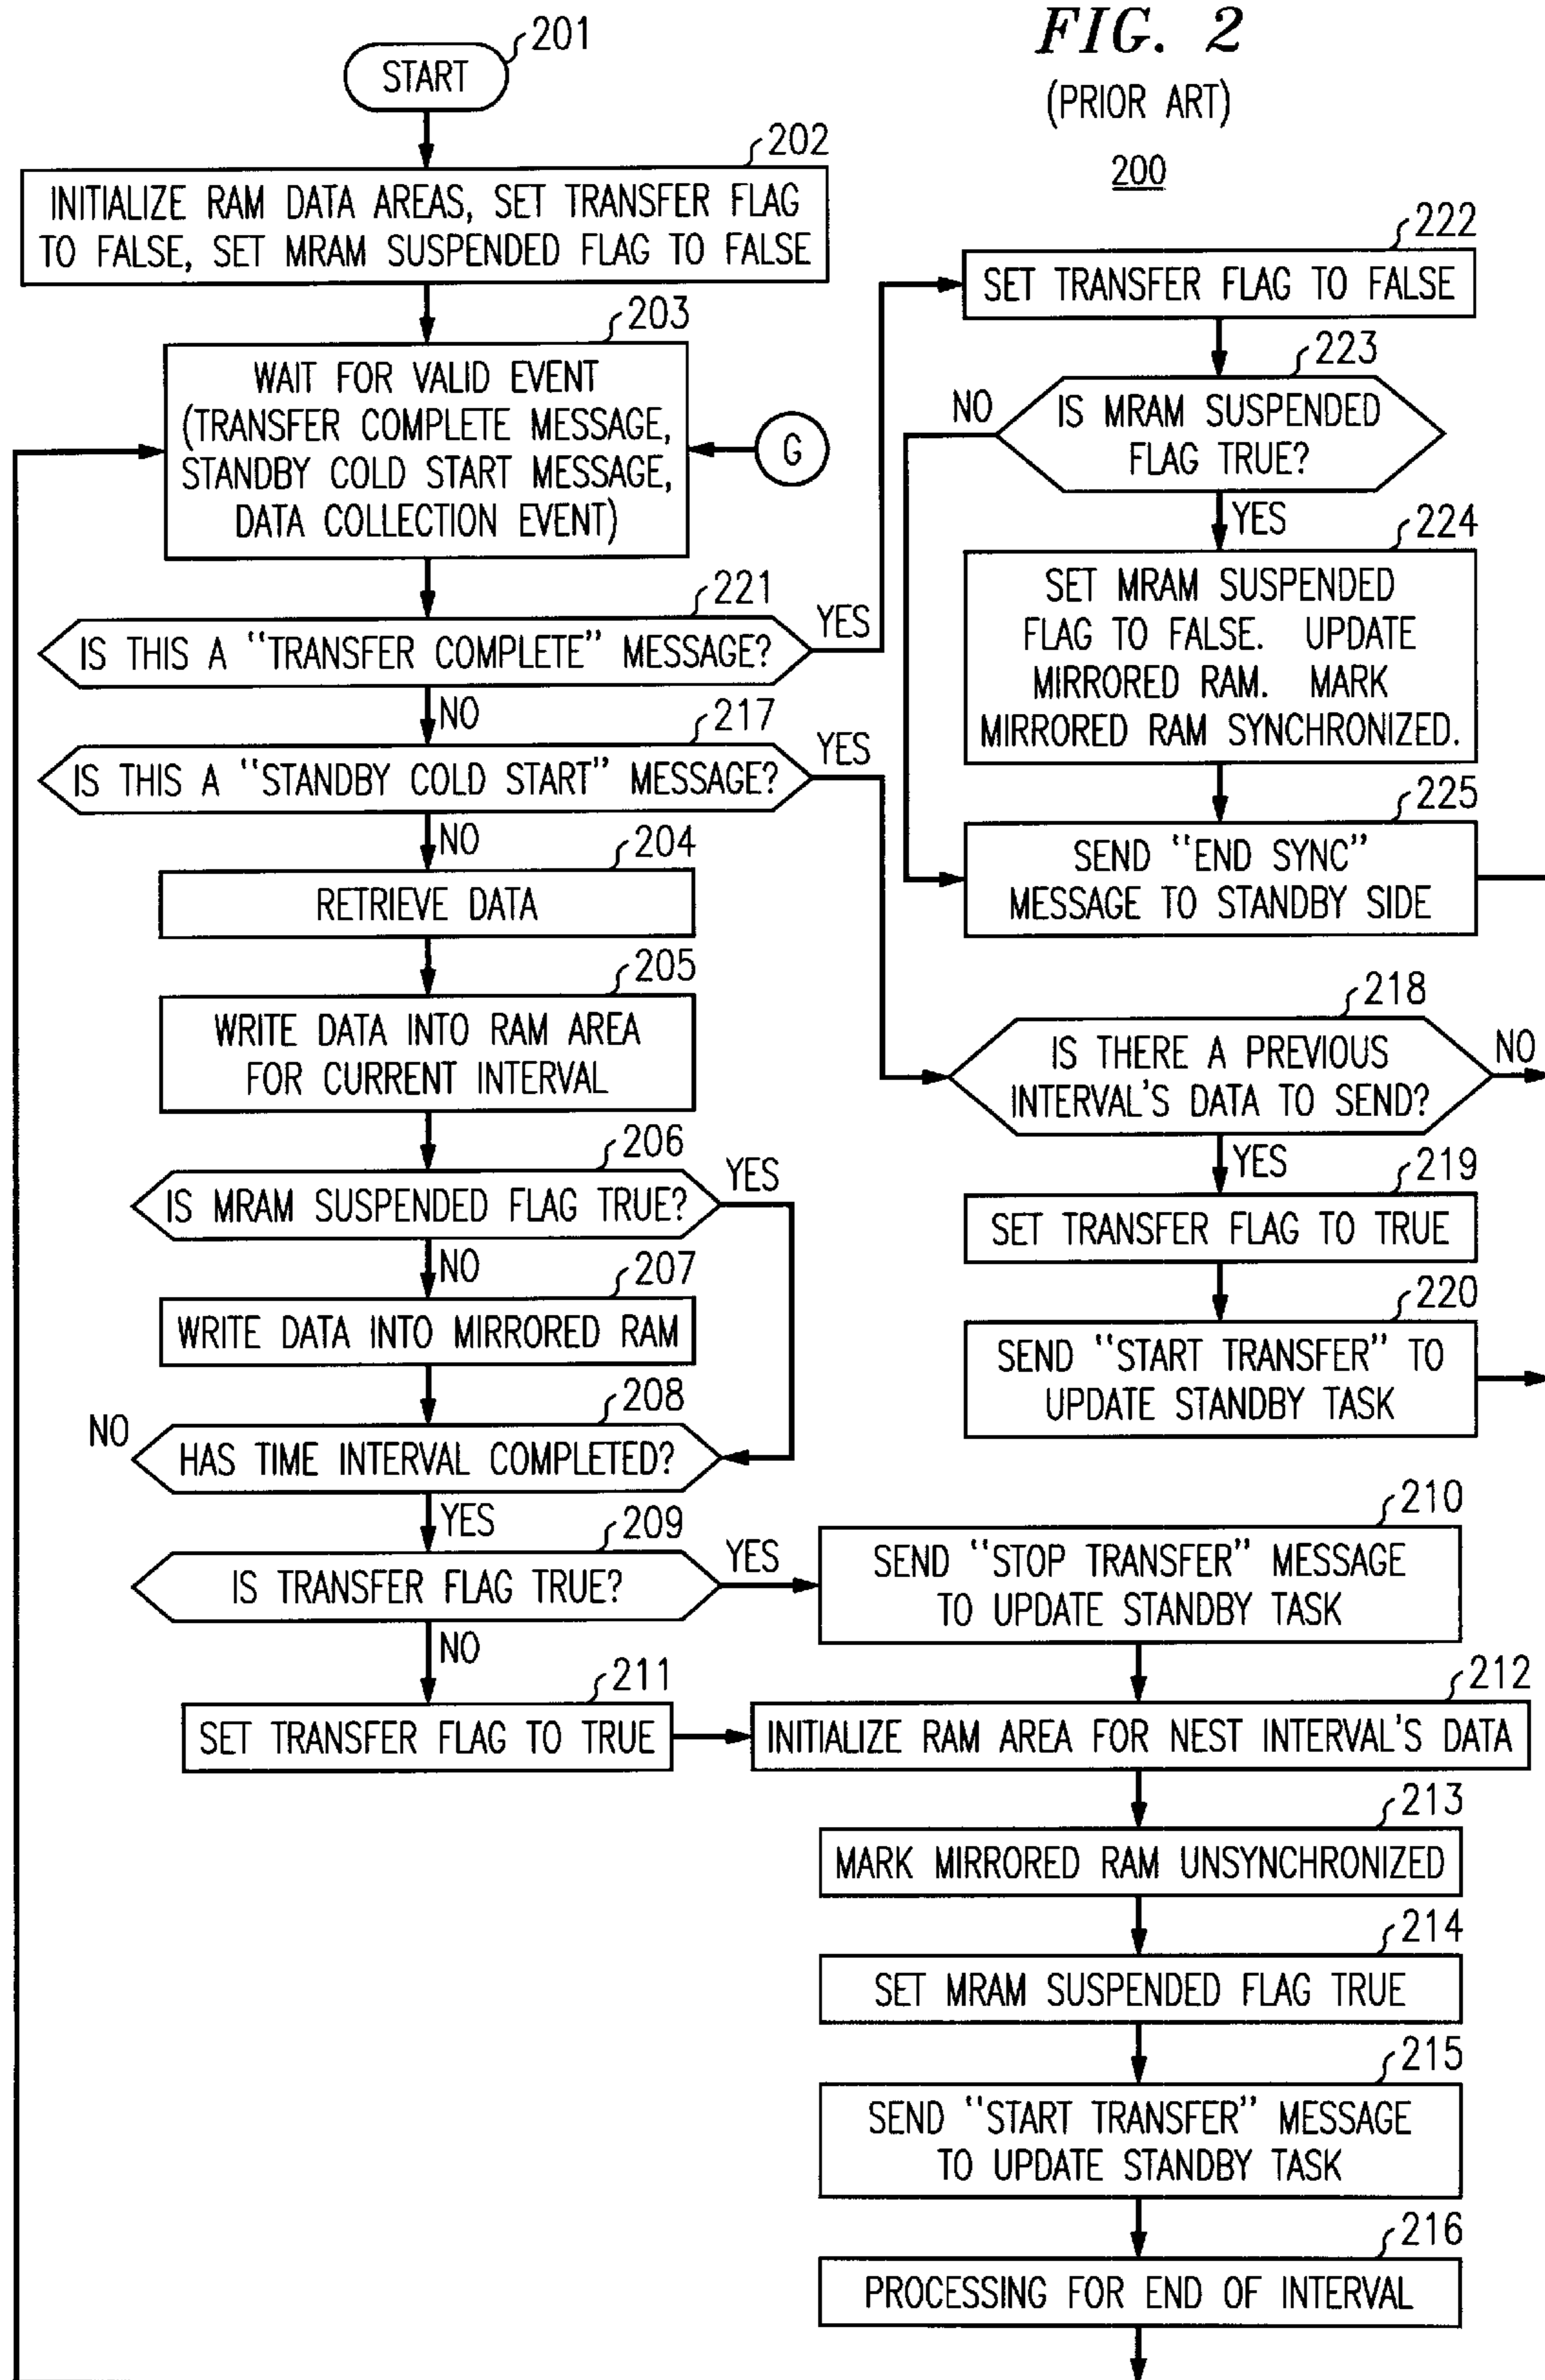 FIG. 2
(PRIOR ART)
200
201
START
202
INITIALIZE RAM DATA AREAS, SET TRANSFER FLAG
TO FALSE, SET MRAM SUSPENDED FLAG TO FALSE
203
WAIT FOR VALID EVENT
(TRANSFER COMPLETE MESSAGE,
STANDBY COLD START MESSAGE,
DATA COLLECTION EVENT)
G
221
IS THIS A "TRANSFER COMPLETE" MESSAGE?
YES
NO
217
IS THIS A "STANDBY COLD START" MESSAGE?
YES
NO
204
RETRIEVE DATA
205
WRITE DATA INTO RAM AREA
FOR CURRENT INTERVAL
206
IS MRAM SUSPENDED FLAG TRUE?
YES
NO
207
WRITE DATA INTO MIRRORED RAM
208
NO
HAS TIME INTERVAL COMPLETED?
YES
209
IS TRANSFER FLAG TRUE?
YES
NO
211
SET TRANSFER FLAG TO TRUE
222
SET TRANSFER FLAG TO FALSE
223
NO
IS MRAM SUSPENDED
FLAG TRUE?
YES
224
SET MRAM SUSPENDED
FLAG TO FALSE. UPDATE
MIRRORED RAM. MARK
MIRRORED RAM SYNCHRONIZED.
225
SEND "END SYNC"
MESSAGE TO STANDBY SIDE
218
IS THERE A PREVIOUS
INTERVAL'S DATA TO SEND?
NO
YES
219
SET TRANSFER FLAG TO TRUE
220
SEND "START TRANSFER" TO
UPDATE STANDBY TASK
210
SEND "STOP TRANSFER" MESSAGE
TO UPDATE STANDBY TASK
212
INITIALIZE RAM AREA FOR NEST INTERVAL'S DATA
213
MARK MIRRORED RAM UNSYNCHRONIZED
214
SET MRAM SUSPENDED FLAG TRUE
215
SEND "START TRANSFER" MESSAGE
TO UPDATE STANDBY TASK
216
PROCESSING FOR END OF INTERVAL